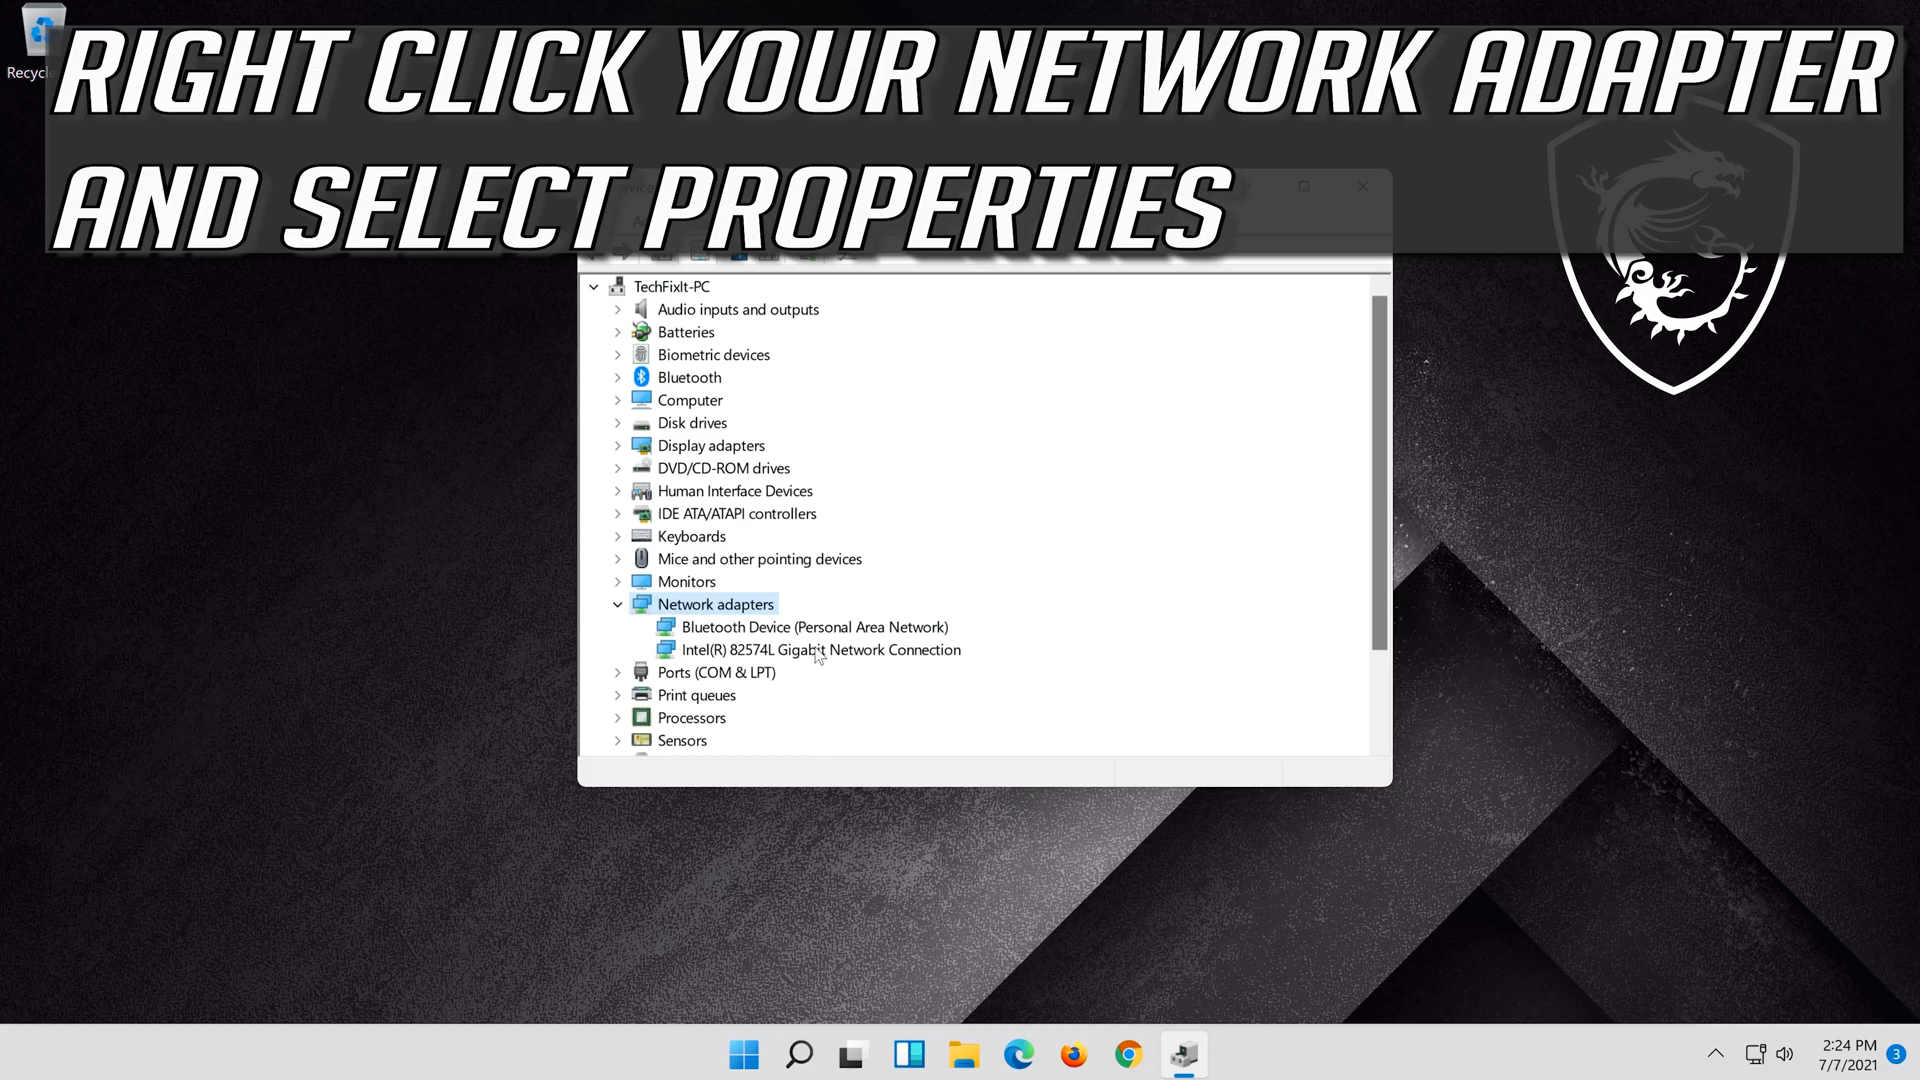 RIGHT CLICK YOUR NETWORK ADAPTER
AND SELECT PROPERTIES
Recycle
TechFixIt-PC
Audio inputs and outputs
Batteries
Biometric devices
Bluetooth
Computer
Disk drives
Display adapters
DVD/CD-ROM drives
Human Interface Devices
IDE ATA/ATAPI controllers
Keyboards
Mice and other pointing devices
Monitors
Network adapters
Bluetooth Device (Personal Area Network)
Intel(R) 82574L Gigabit Network Connection
Ports (COM & LPT)
Print queues
Processors
Sensors
2:24 PM
7/7/2021
3